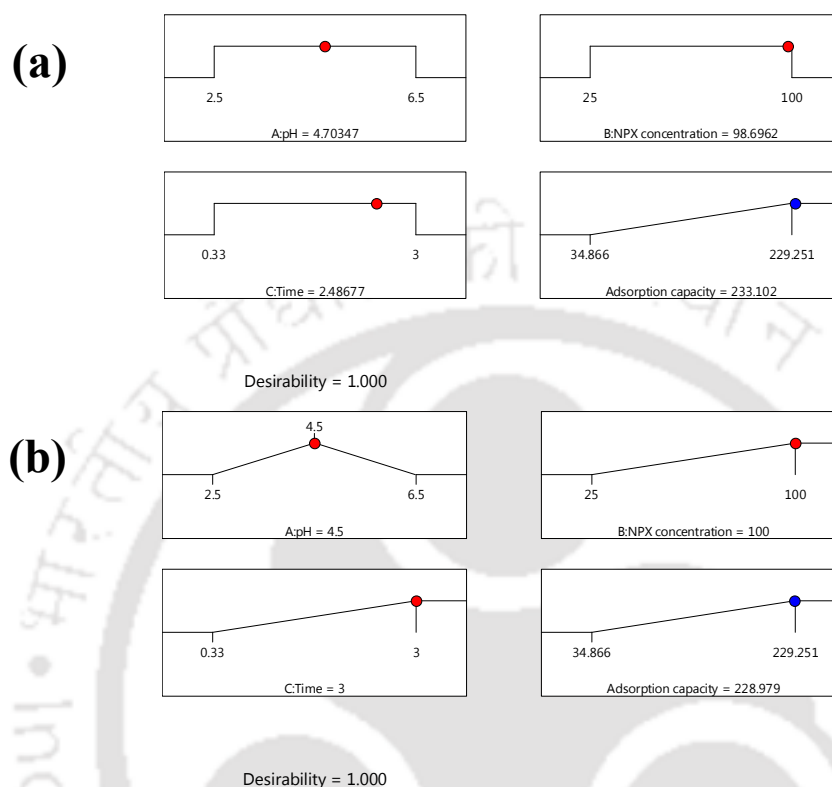 (a)
2.5 6.5
A:pH = 4.70347
25 100
B:NPX concentration = 98.6962
0.33 3
C:Time = 2.48677
34.866 229.251
Adsorption capacity = 233.102
Desirability = 1.000
(b)
4.5
2.5 6.5
A:pH = 4.5
25 100
B:NPX concentration = 100
0.33 3
C:Time = 3
34.866 229.251
Adsorption capacity = 228.979
Desirability = 1.000